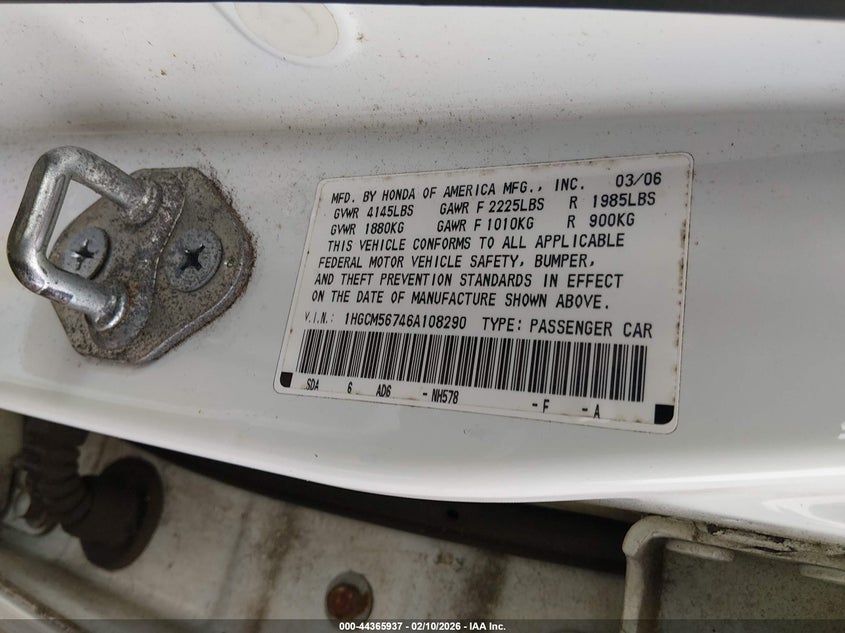 MFD. BY HONDA OF AMERICA MFG., INC. 03/06
GVWR 4145LBS GAWR F 2225LBS R 1985LBS
GVWR 1880KG GAWR F 1010KG R 900KG
THIS VEHICLE CONFORMS TO ALL APPLICABLE
FEDERAL MOTOR VEHICLE SAFETY, BUMPER,
AND THEFT PREVENTION STANDARDS IN EFFECT
ON THE DATE OF MANUFACTURE SHOWN ABOVE.
V.I.N.: 1HGCM56746A108290 TYPE: PASSENGER CAR
SDA 6 AD6 - NH578 - F - A
000-44365937 - 02/10/2026 - IAA Inc.